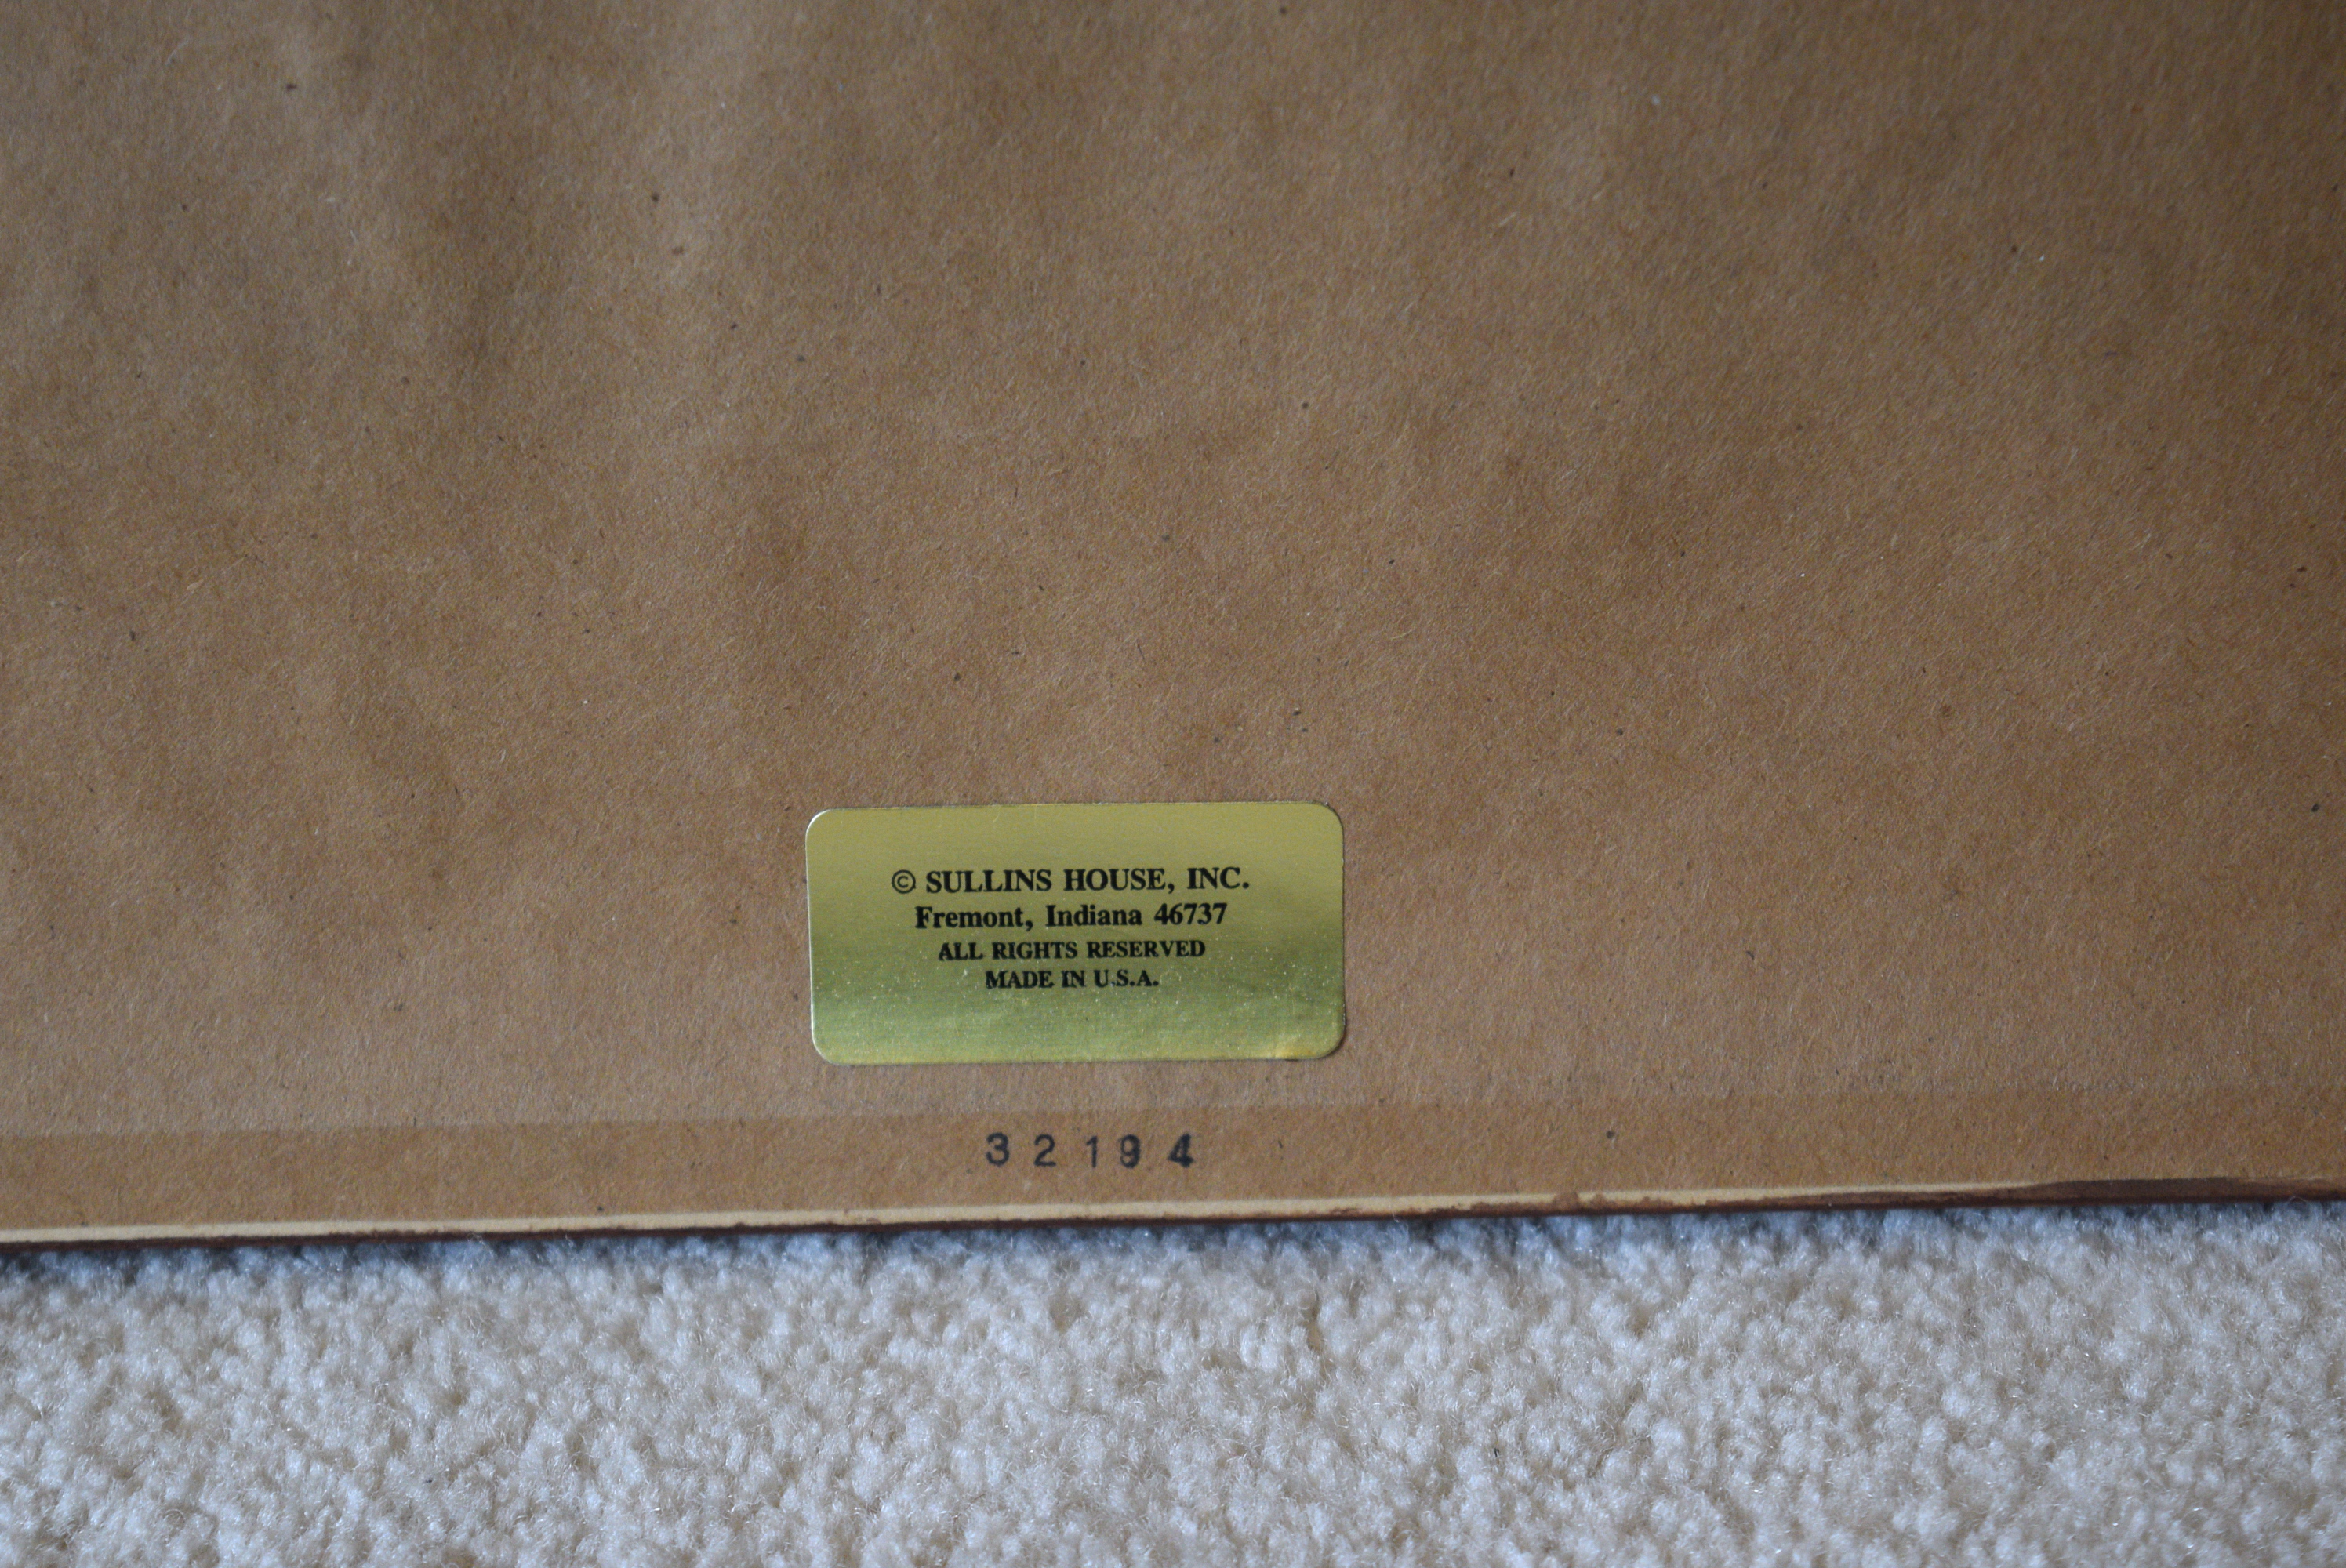 © SULLINS HOUSE, INC.
Fremont, Indiana 46737
ALL RIGHTS RESERVED
MADE IN U.S.A.
32194